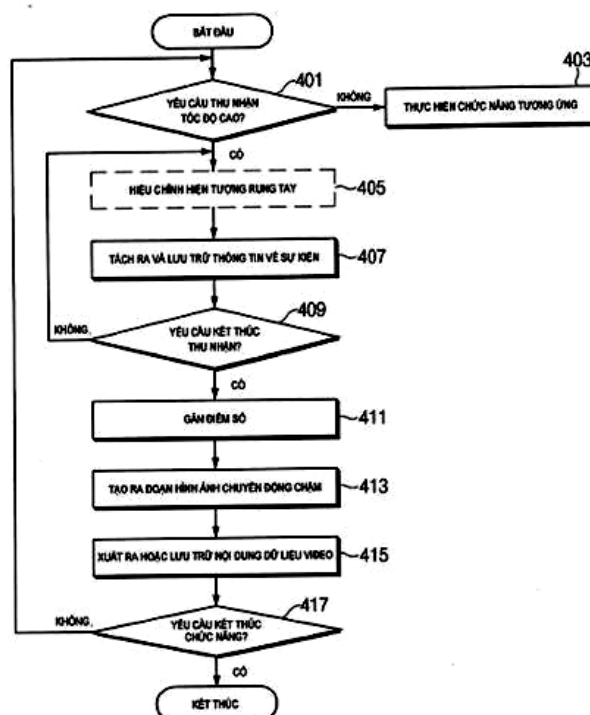 BẮT ĐẦU
401
YÊU CẦU THU NHẬN
TỐC ĐỘ CAO?
KHÔNG
403
THỰC HIỆN CHỨC NĂNG TƯƠNG ỨNG
CÓ
HIỆU CHỈNH HIỆN TƯỢNG RUNG TAY
405
TÁCH RA VÀ LƯU TRỮ THÔNG TIN VỀ SỰ KIỆN
407
409
YÊU CẦU KẾT THÚC
THU NHẬN?
KHÔNG
CÓ
GÁN ĐIỂM SỐ
411
TẠO RA ĐOẠN HÌNH ẢNH CHUYỂN ĐỘNG CHẬM
413
XUẤT RA HOẶC LƯU TRỮ NỘI DUNG DỮ LIỆU VIDEO
415
417
YÊU CẦU KẾT THÚC
CHỨC NĂNG?
KHÔNG
CÓ
KẾT THÚC